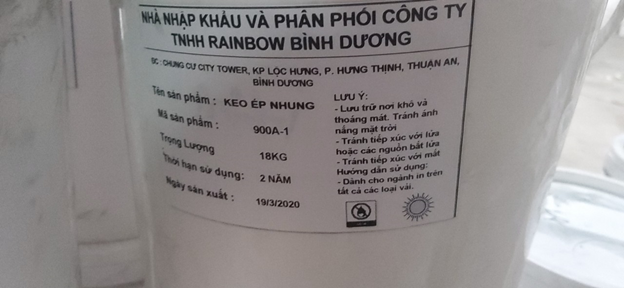 NHÀ NHẬP KHẨU VÀ PHÂN PHỐI CÔNG TY
TNHH RAINBOW BÌNH DƯƠNG
ĐC : CHUNG CƯ CITY TOWER, KP LỘC HƯNG, P. HƯNG THỊNH, THUẬN AN,
BÌNH DƯƠNG
Tên sản phẩm : KEO ÉP NHUNG
Mã sản phẩm : 900A-1
Trọng Lượng 18KG
Thời hạn sử dụng: 2 NĂM
Ngày sản xuất : 19/3/2020
LƯU Ý:
- Lưu trữ nơi khô và
thoáng mát. Tránh ánh
nắng mặt trời
- Tránh tiếp xúc với lửa
hoặc các nguồn bắt lửa
- Tránh tiếp xúc với mắt
Hướng dẫn sử dụng:
- Dành cho ngành in trên
tất cả các loại vải.